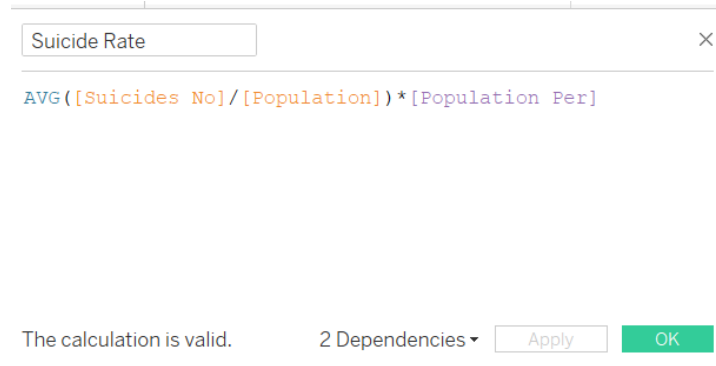 Suicide Rate
AVG([Suicides No]/[Population])*[Population Per]
The calculation is valid. 2 Dependencies Apply OK